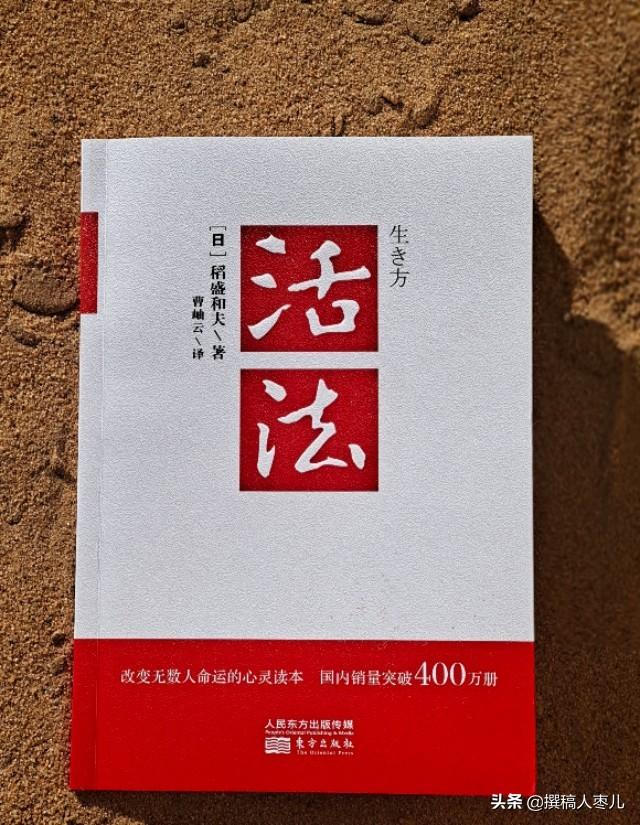 生き方
活法
[日]稻盛和夫\著
曹岫云\译
改变无数人命运的心灵读本 国内销量突破400万册
人民东方出版传媒
People's Oriental Publishing & Media
东方出版社
The Oriental Press
头条 @撰稿人枣儿